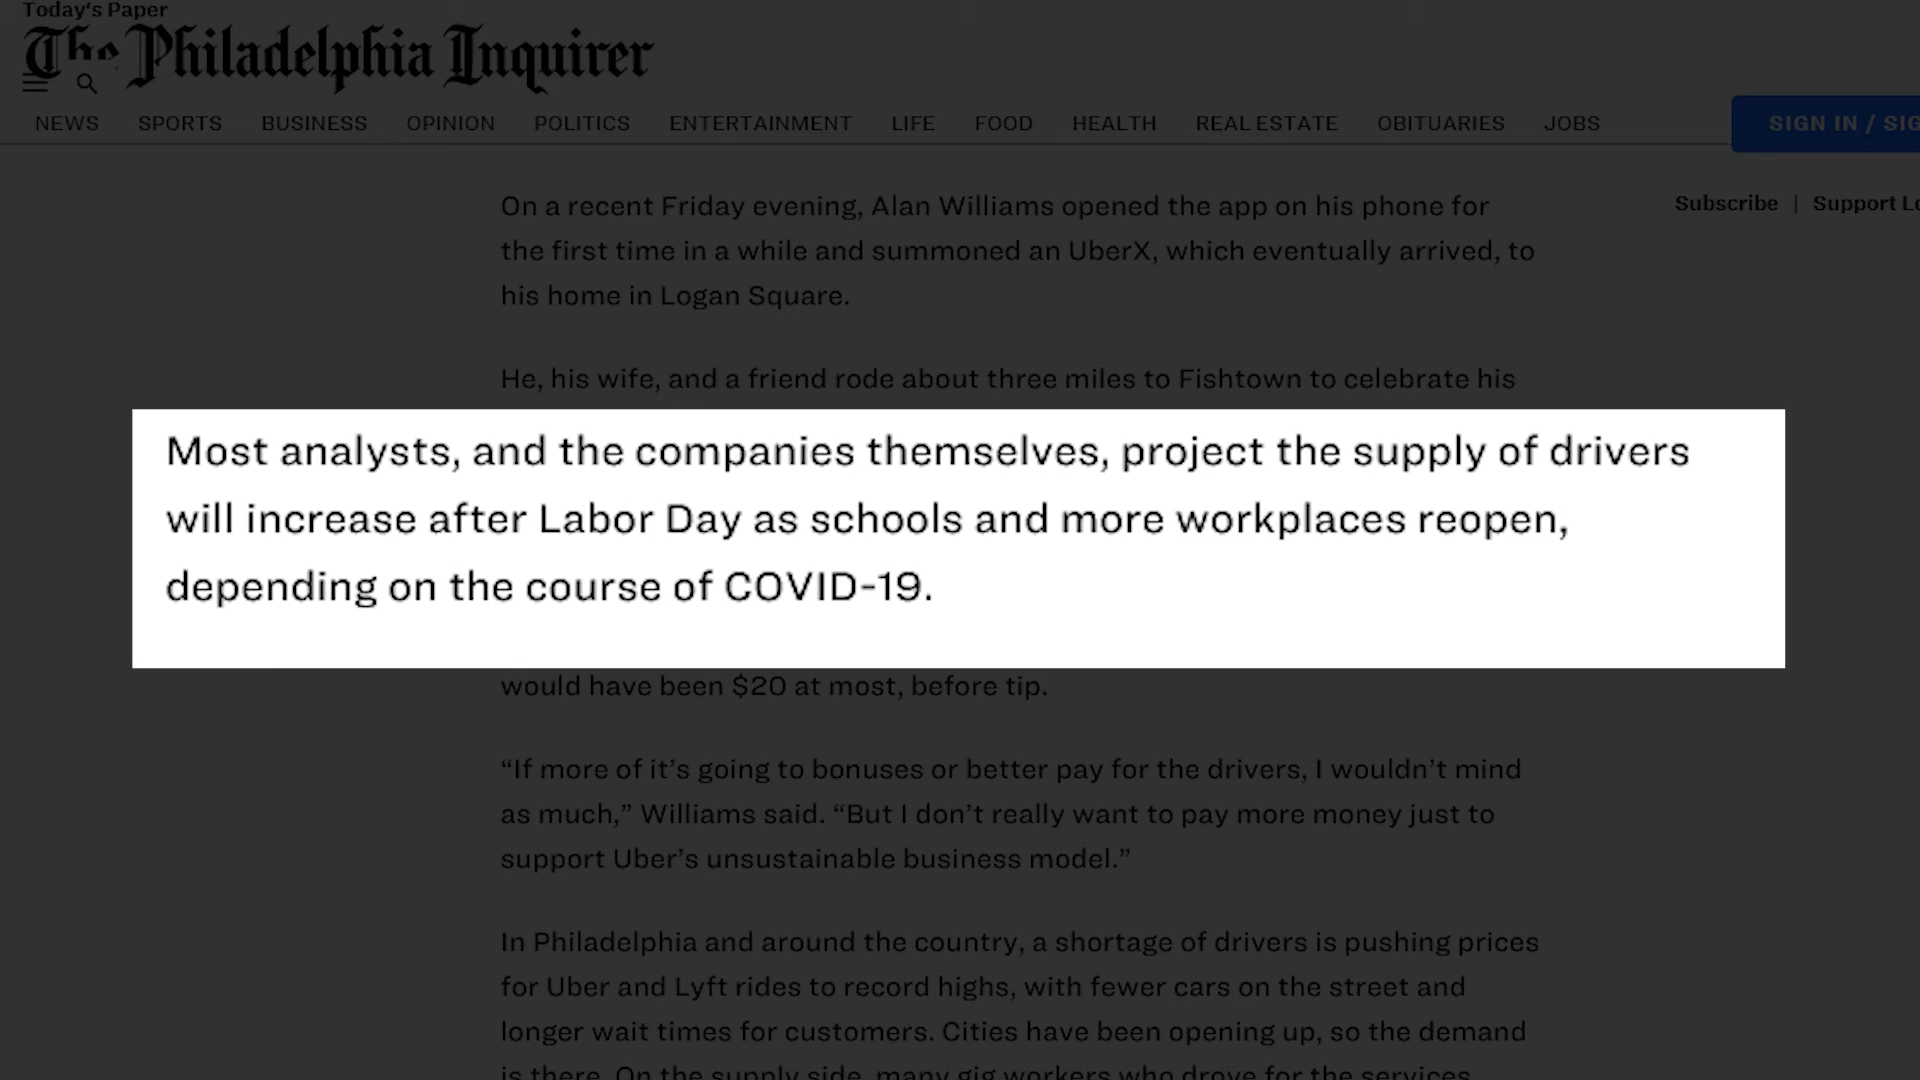 Today's Paper
The Philadelphia Inquirer
NEWS SPORTS BUSINESS OPINION POLITICS ENTERTAINMENT LIFE FOOD HEALTH REAL ESTATE OBITUARIES JOBS SIGN IN / SIG
Subscribe | Support Lo
On a recent Friday evening, Alan Williams opened the app on his phone for
the first time in a while and summoned an UberX, which eventually arrived, to
his home in Logan Square.
He, his wife, and a friend rode about three miles to Fishtown to celebrate his
Most analysts, and the companies themselves, project the supply of drivers
will increase after Labor Day as schools and more workplaces reopen,
depending on the course of COVID-19.
would have been $20 at most, before tip.
“If more of it’s going to bonuses or better pay for the drivers, I wouldn’t mind
as much,” Williams said. “But I don’t really want to pay more money just to
support Uber’s unsustainable business model.”
In Philadelphia and around the country, a shortage of drivers is pushing prices
for Uber and Lyft rides to record highs, with fewer cars on the street and
longer wait times for customers. Cities have been opening up, so the demand
is there. On the supply side, many gig workers who drove for the services